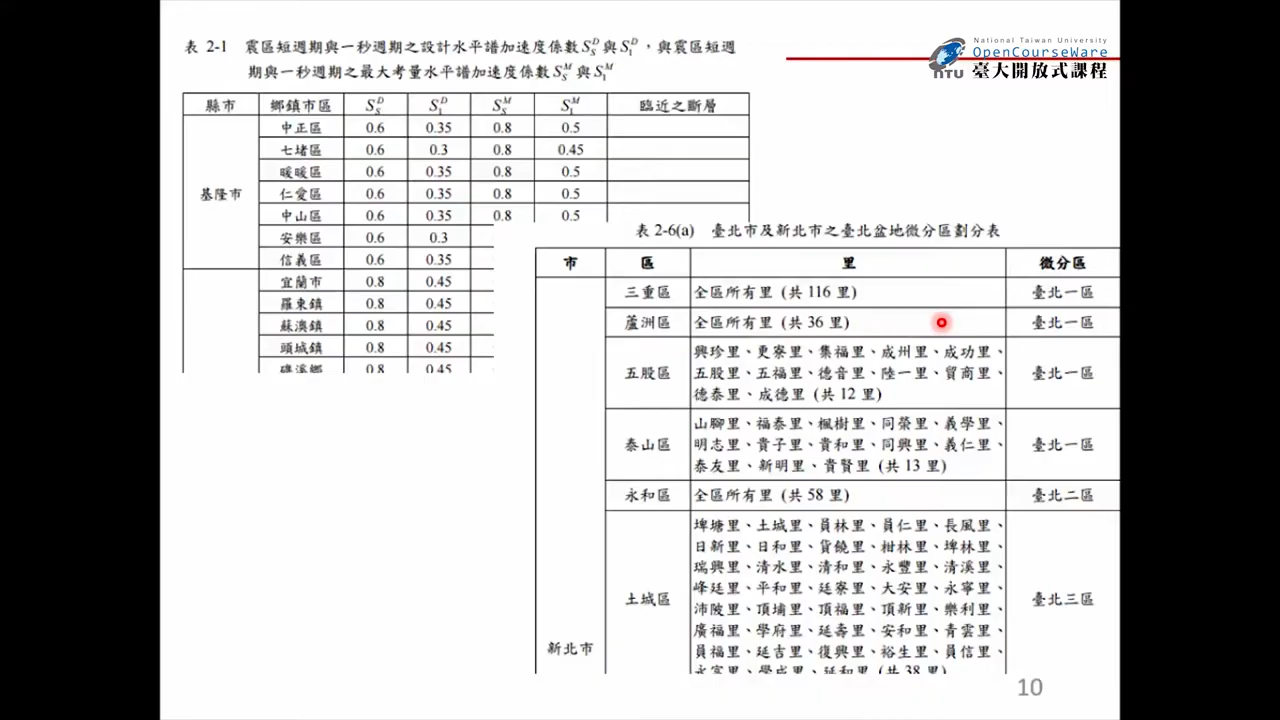 National Taiwan University
OpenCourseWare
NTU 臺大開放式課程
表 2-1 震區短週期與一秒週期之設計水平譜加速度係數 S_S^D 與 S_1^D，與震區短週
期與一秒週期之最大考量水平譜加速度係數 S_S^M 與 S_1^M
縣市 鄉鎮市區 S_S^D S_1^D S_S^M S_1^M 臨近之斷層
中正區 0.6 0.35 0.8 0.5
七堵區 0.6 0.3 0.8 0.45
暖暖區 0.6 0.35 0.8 0.5
基隆市 仁愛區 0.6 0.35 0.8 0.5
中山區 0.6 0.35 0.8 0.5
安樂區 0.6 0.3
信義區 0.6 0.35
宜蘭市 0.8 0.45
羅東鎮 0.8 0.45
蘇澳鎮 0.8 0.45
頭城鎮 0.8 0.45
礁溪鄉 0.8 0.45
表 2-6(a) 臺北市及新北市之臺北盆地微分區劃分表
市 區 里 微分區
三重區 全區所有里 (共 116 里) 臺北一區
蘆洲區 全區所有里 (共 36 里) 臺北一區
興珍里、更寮里、集福里、成州里、成功里、
五股區 五股里、五福里、德音里、陸一里、貿商里、 臺北一區
德泰里、成德里 (共 12 里)
山腳里、福泰里、楓樹里、同榮里、義學里、
泰山區 明志里、貴子里、貴和里、同興里、義仁里、 臺北一區
泰友里、新明里、貴賢里 (共 13 里)
永和區 全區所有里 (共 58 里) 臺北二區
埤塘里、土城里、員林里、員仁里、長風里、
日新里、日和里、貨饒里、柑林里、埤林里、
瑞興里、清水里、清和里、永豐里、清溪里、
峰廷里、平和里、廷寮里、大安里、永寧里、
土城區 沛陂里、頂埔里、頂福里、頂新里、樂利里、 臺北三區
廣福里、學府里、延壽里、安和里、青雲里、
新北市 員福里、延吉里、復興里、裕生里、員信里、
永富里、學成里、延和里 (共 38 里)
10